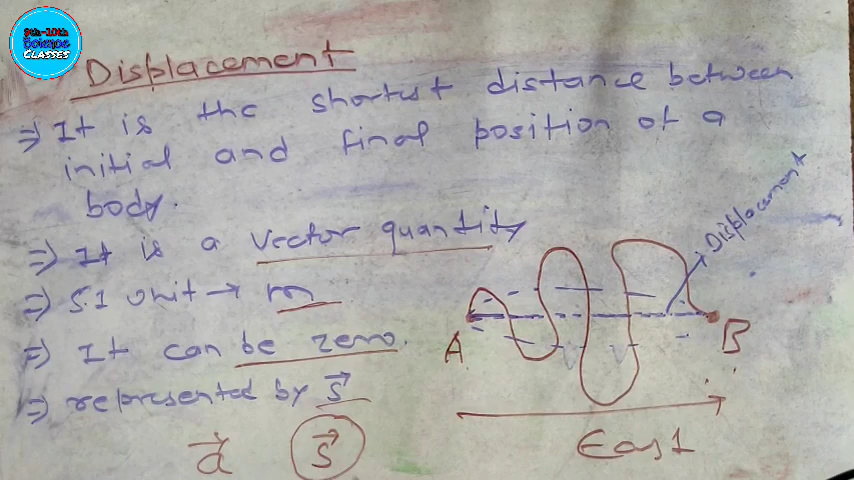 9th-10th
Science
CLASSES
Displacement
⇒ It is the shortest distance between
initial and final position of a
body.
⇒ It is a vector quantity
⇒ S.I unit → m
⇒ It can be zero.
⇒ represented by s⃗
d⃗ s⃗
Displacement
A
B
East